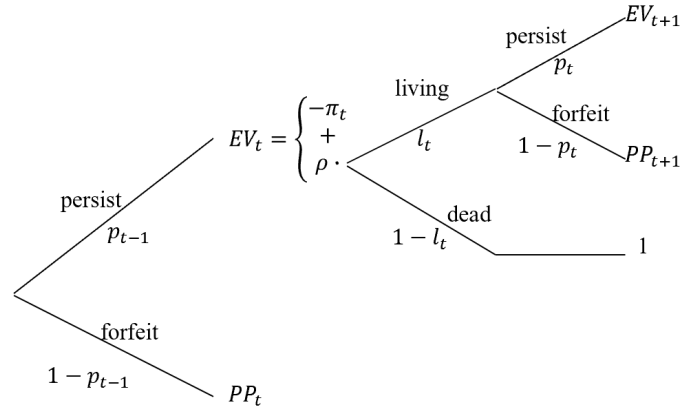 persist
p_{t−1}
forfeit
1 − p_{t−1}
PP_t
EV_t = { −π_t
+
ρ ·
living
l_t
dead
1 − l_t
persist
p_t
forfeit
1 − p_t
EV_{t+1}
PP_{t+1}
1